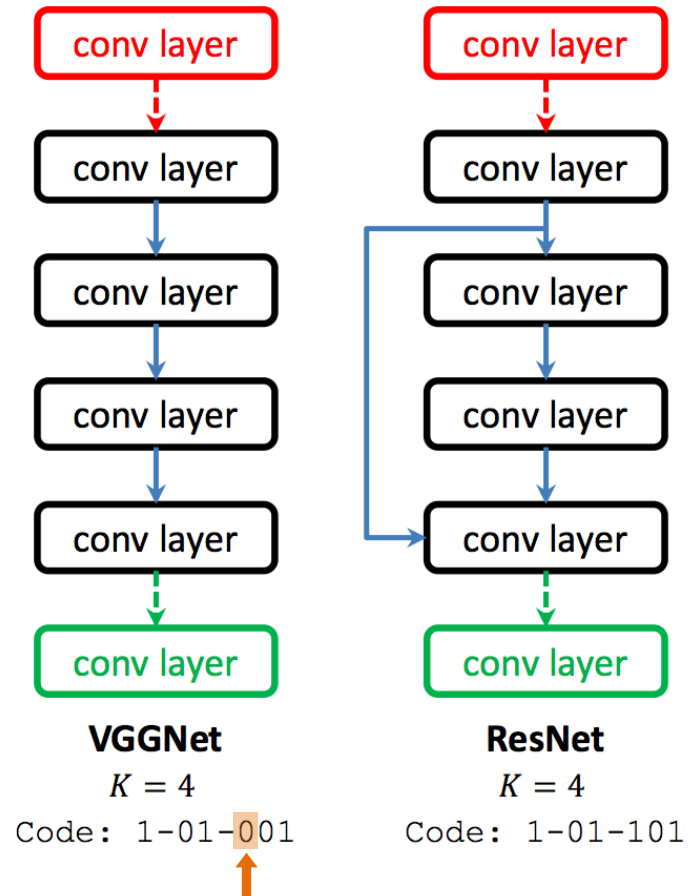 conv layer
conv layer
conv layer
conv layer
conv layer
conv layer
VGGNet
K = 4
Code: 1-01-001
conv layer
conv layer
conv layer
conv layer
conv layer
conv layer
ResNet
K = 4
Code: 1-01-101